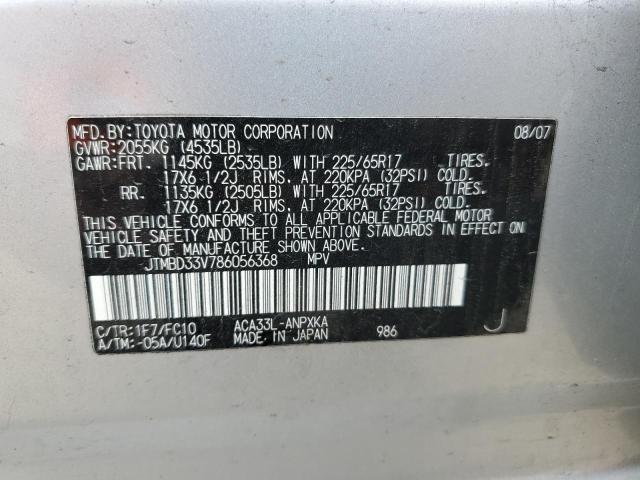 MFD.BY:TOYOTA MOTOR CORPORATION 08/07
GVWR:2055KG (4535LB)
GAWR:FRT. 1145KG (2535LB) WITH 225/65R17 TIRES.
17X6 1/2J RIMS. AT 220KPA (32PSI) COLD.
RR. 1135KG (2505LB) WITH 225/65R17 TIRES.
17X6 1/2J RIMS. AT 220KPA (32PSI) COLD.
THIS VEHICLE CONFORMS TO ALL APPLICABLE FEDERAL MOTOR
VEHICLE SAFETY AND THEFT PREVENTION STANDARDS IN EFFECT ON
THE DATE OF MANUFACTURE SHOWN ABOVE.
JTMBD33V786056368 MPV
C/TR:1F7/FC10 ACA33L-ANPXKA
A/TM:-05A/U140F MADE IN JAPAN 986 J